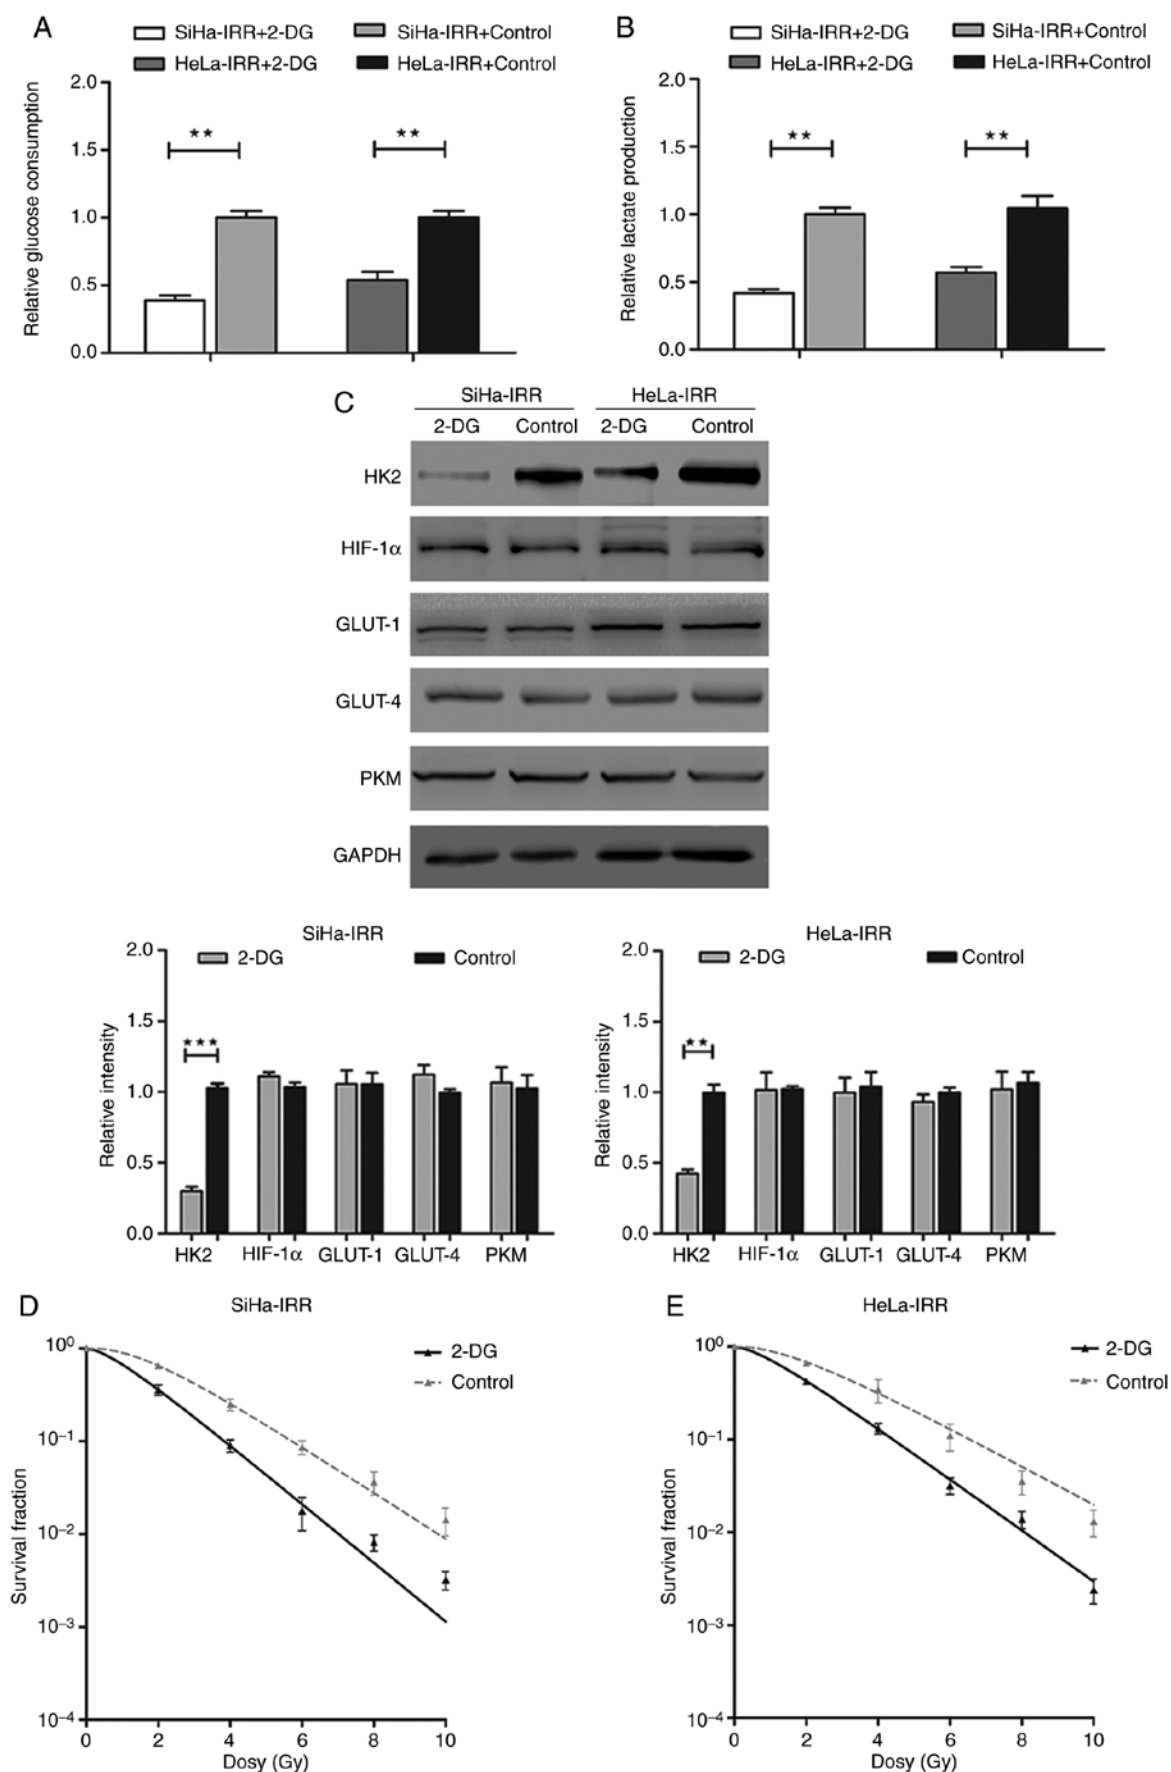 A
SiHa-IRR+2-DG SiHa-IRR+Control
HeLa-IRR+2-DG HeLa-IRR+Control
Relative glucose consumption
2.0
1.5
1.0
0.5
0.0
★★ ★★
B
SiHa-IRR+2-DG SiHa-IRR+Control
HeLa-IRR+2-DG HeLa-IRR+Control
Relative lactate production
2.0
1.5
1.0
0.5
0.0
★★ ★★
C
SiHa-IRR HeLa-IRR
2-DG Control 2-DG Control
HK2
HIF-1α
GLUT-1
GLUT-4
PKM
GAPDH
SiHa-IRR
2-DG Control
Relative intensity
2.0
1.5
1.0
0.5
0.0
★★★
HK2 HIF-1α GLUT-1 GLUT-4 PKM
HeLa-IRR
2-DG Control
Relative intensity
2.0
1.5
1.0
0.5
0.0
★★
HK2 HIF-1α GLUT-1 GLUT-4 PKM
D
SiHa-IRR
2-DG
Control
Survival fraction
10⁰
10⁻¹
10⁻²
10⁻³
10⁻⁴
0 2 4 6 8 10
Dosy (Gy)
E
HeLa-IRR
2-DG
Control
Survival fraction
10⁰
10⁻¹
10⁻²
10⁻³
10⁻⁴
0 2 4 6 8 10
Dosy (Gy)